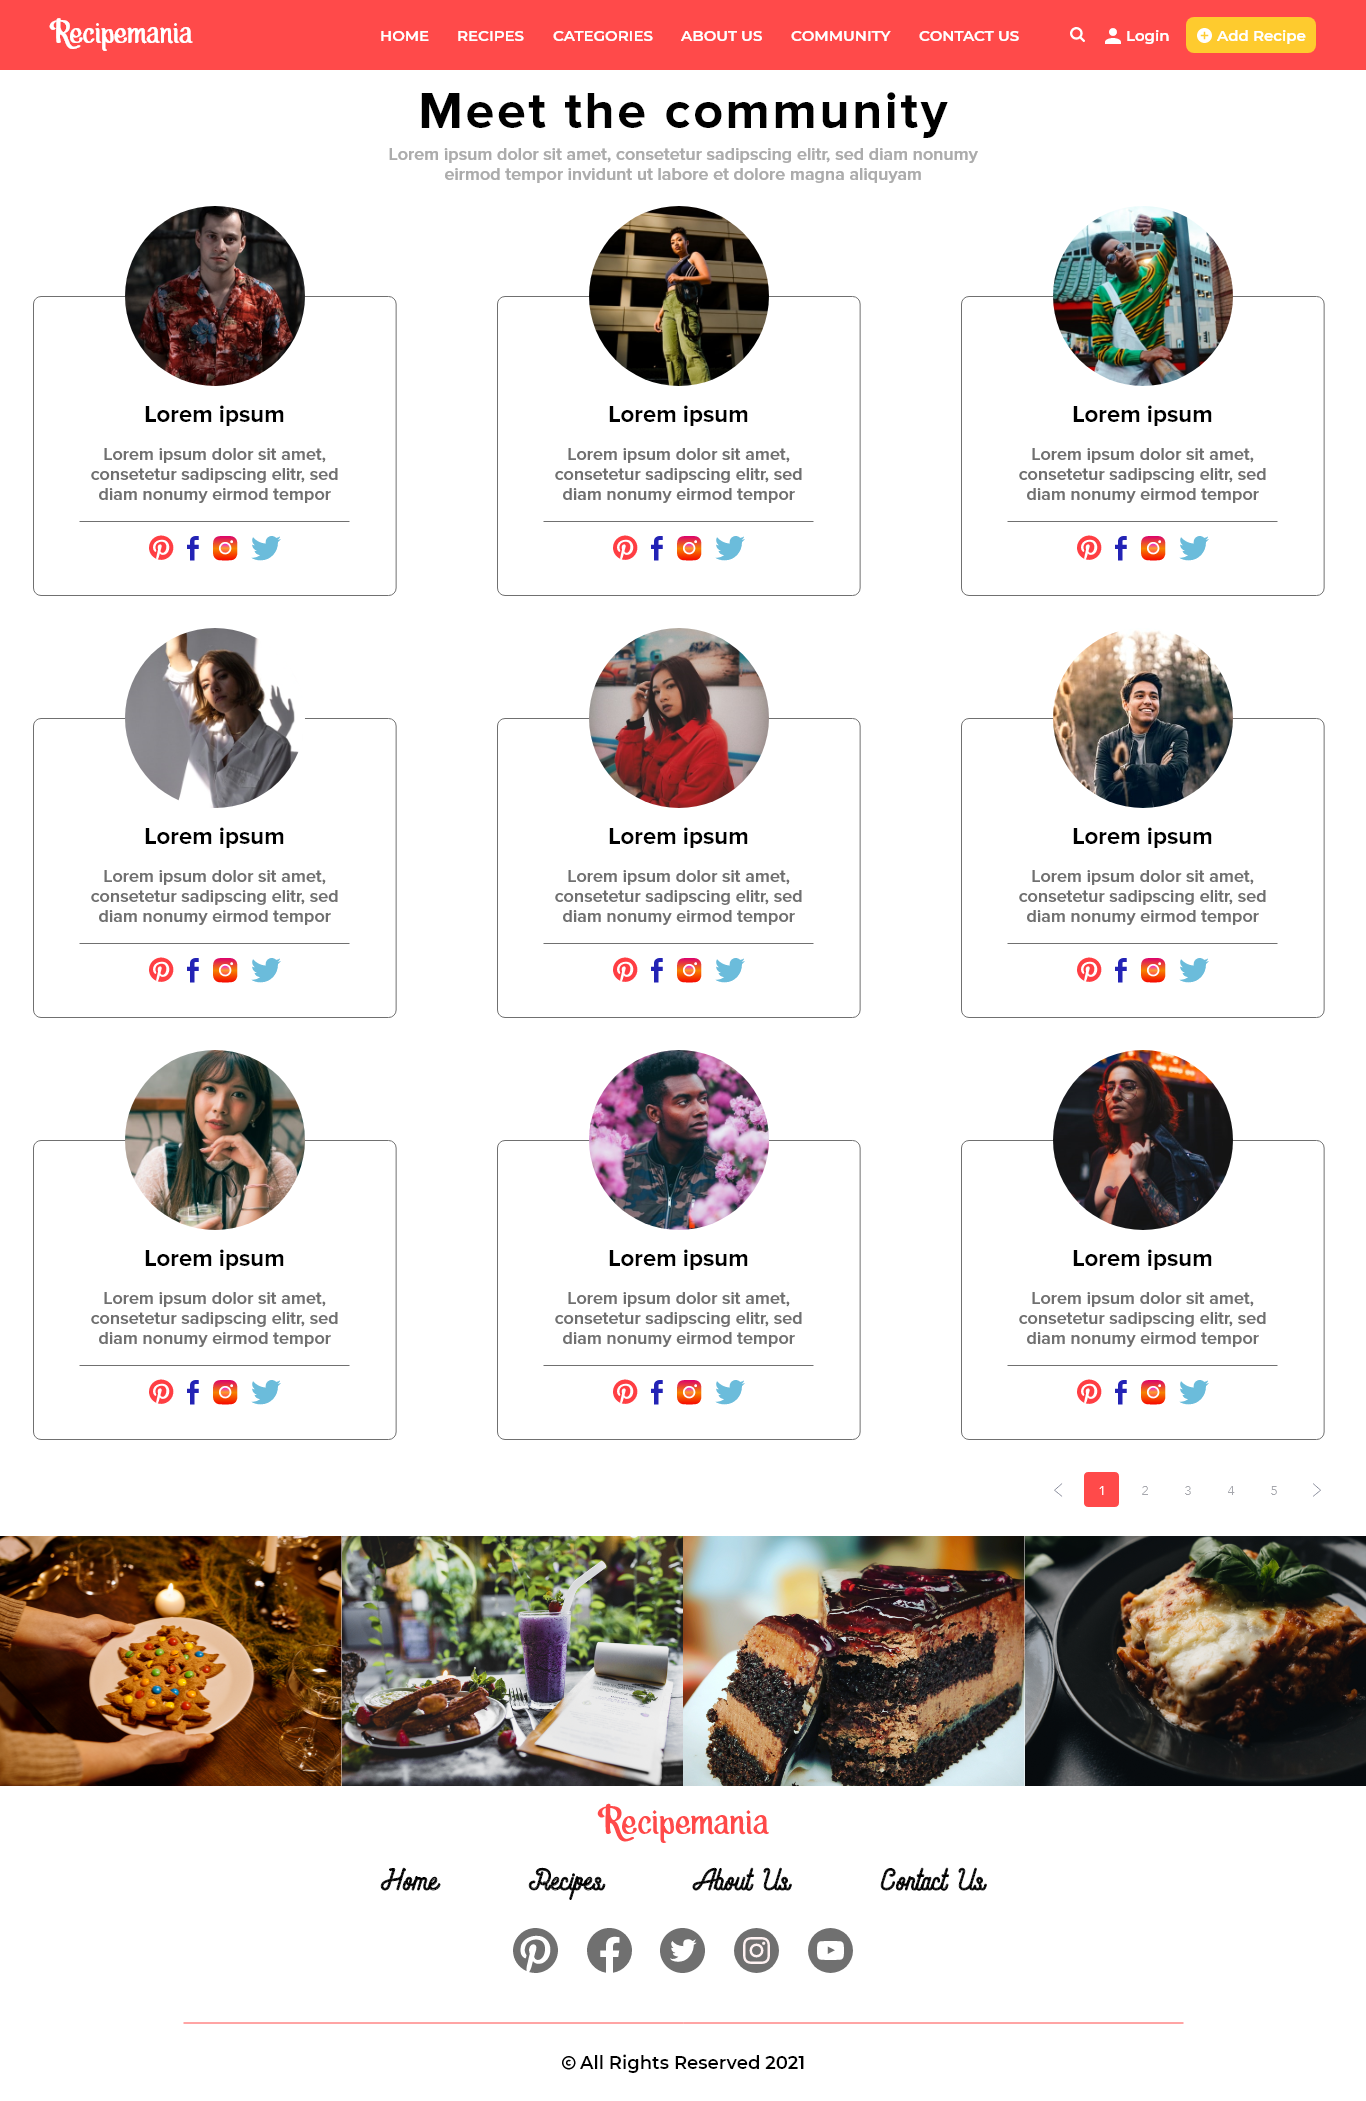 Recipemania
HOME RECIPES CATEGORIES ABOUT US COMMUNITY CONTACT US Login Add Recipe
Meet the community
Lorem ipsum dolor sit amet, consetetur sadipscing elitr, sed diam nonumy
eirmod tempor invidunt ut labore et dolore magna aliquyam
Lorem ipsum
Lorem ipsum dolor sit amet,
consetetur sadipscing elitr, sed
diam nonumy eirmod tempor
Lorem ipsum
Lorem ipsum dolor sit amet,
consetetur sadipscing elitr, sed
diam nonumy eirmod tempor
Lorem ipsum
Lorem ipsum dolor sit amet,
consetetur sadipscing elitr, sed
diam nonumy eirmod tempor
Lorem ipsum
Lorem ipsum dolor sit amet,
consetetur sadipscing elitr, sed
diam nonumy eirmod tempor
Lorem ipsum
Lorem ipsum dolor sit amet,
consetetur sadipscing elitr, sed
diam nonumy eirmod tempor
Lorem ipsum
Lorem ipsum dolor sit amet,
consetetur sadipscing elitr, sed
diam nonumy eirmod tempor
Lorem ipsum
Lorem ipsum dolor sit amet,
consetetur sadipscing elitr, sed
diam nonumy eirmod tempor
Lorem ipsum
Lorem ipsum dolor sit amet,
consetetur sadipscing elitr, sed
diam nonumy eirmod tempor
Lorem ipsum
Lorem ipsum dolor sit amet,
consetetur sadipscing elitr, sed
diam nonumy eirmod tempor
1 2 3 4 5
Recipemania
Home Recipes About Us Contact Us
© All Rights Reserved 2021